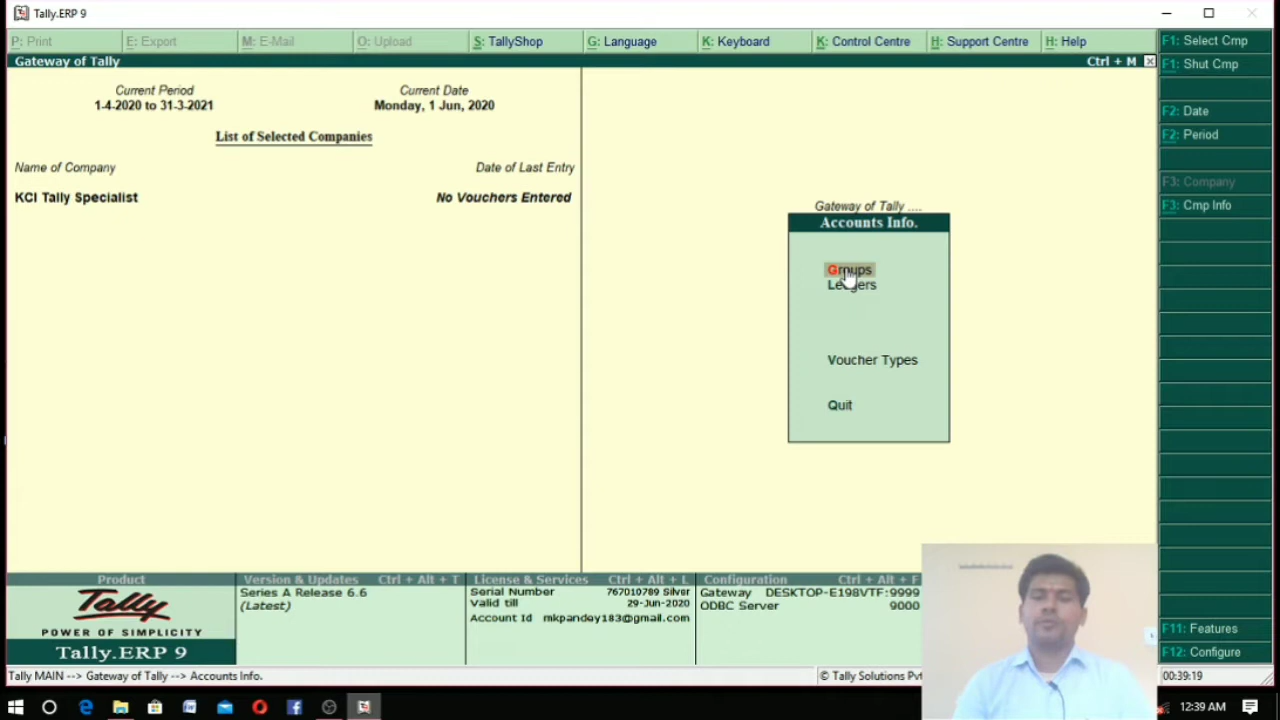 Tally.ERP 9
P: Print
E: Export
M: E-Mail
O: Upload
S: TallyShop
G: Language
K: Keyboard
K: Control Centre
H: Support Centre
H: Help
F1: Select Cmp
Gateway of Tally
Ctrl + M
F1: Shut Cmp
Current Period
1-4-2020 to 31-3-2021
Current Date
Monday, 1 Jun, 2020
F2: Date
F2: Period
List of Selected Companies
Name of Company
Date of Last Entry
KCI Tally Specialist
No Vouchers Entered
F3: Company
F3: Cmp Info
Gateway of Tally ....
Accounts Info.
Groups
Ledgers
Voucher Types
Quit
Product
Tally
POWER OF SIMPLICITY
Tally.ERP 9
Version & Updates
Ctrl + Alt + T
Series A Release 6.6
(Latest)
License & Services
Ctrl + Alt + L
Serial Number
767010789 Silver
Valid till
29-Jun-2020
Account Id
mkpandey183@gmail.com
Configuration
Ctrl + Alt + F
Gateway
DESKTOP-E198VTF:9999
ODBC Server
9000
F11: Features
F12: Configure
Tally MAIN --> Gateway of Tally --> Accounts Info.
© Tally Solutions Pvt
00:39:19
12:39 AM